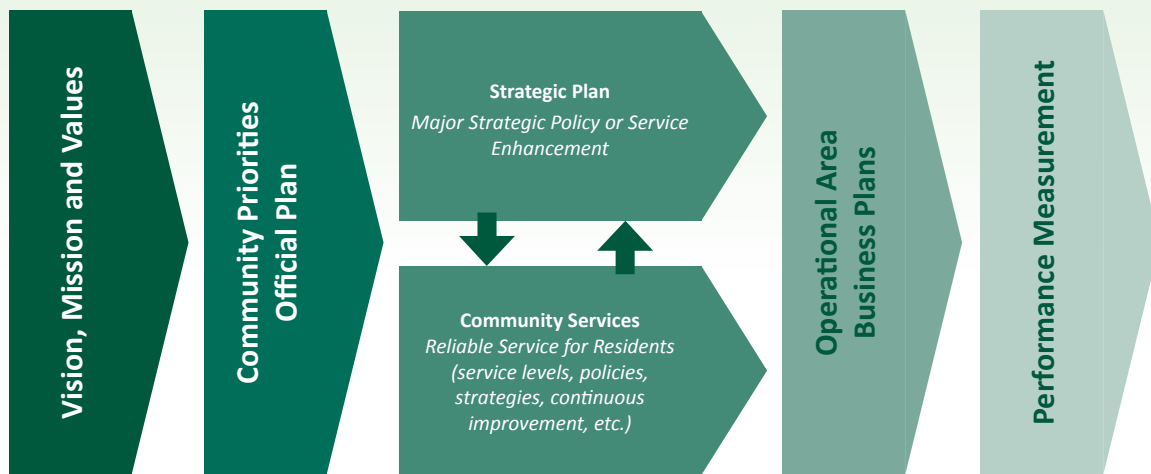 Vision, Mission and Values
Community Priorities
Official Plan
Strategic Plan
Major Strategic Policy or Service
Enhancement
Community Services
Reliable Service for Residents
(service levels, policies,
strategies, continuous
improvement, etc.)
Operational Area
Business Plans
Performance Measurement